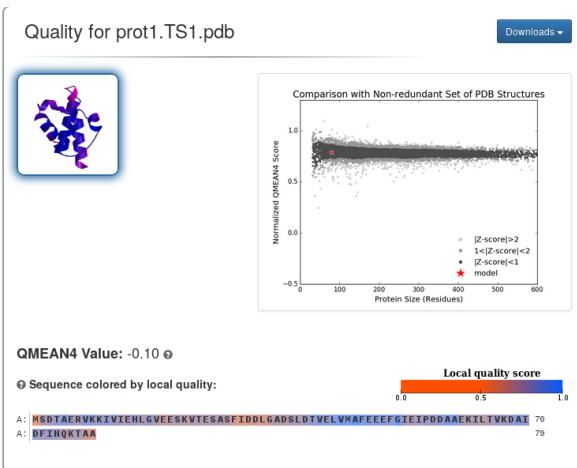 Quality for prot1.TS1.pdb
Downloads
Comparison with Non-redundant Set of PDB Structures
Normalized QMEAN4 Score
1.0
0.5
0.0
−0.5
0 100 200 300 400 500 600
Protein Size (Residues)
|Z-score|>2
1<|Z-score|<2
|Z-score|<1
model
QMEAN4 Value: -0.10
Local quality score
Sequence colored by local quality:
0.0 0.5 1.0
A: MSDTAERVKKIVIEHLGVEESKVTESASFIDDLGADSLDTVELVMAFEEEFGIEIPDDAAEKILTVKDAI 70
A: DFINQKTAA 79